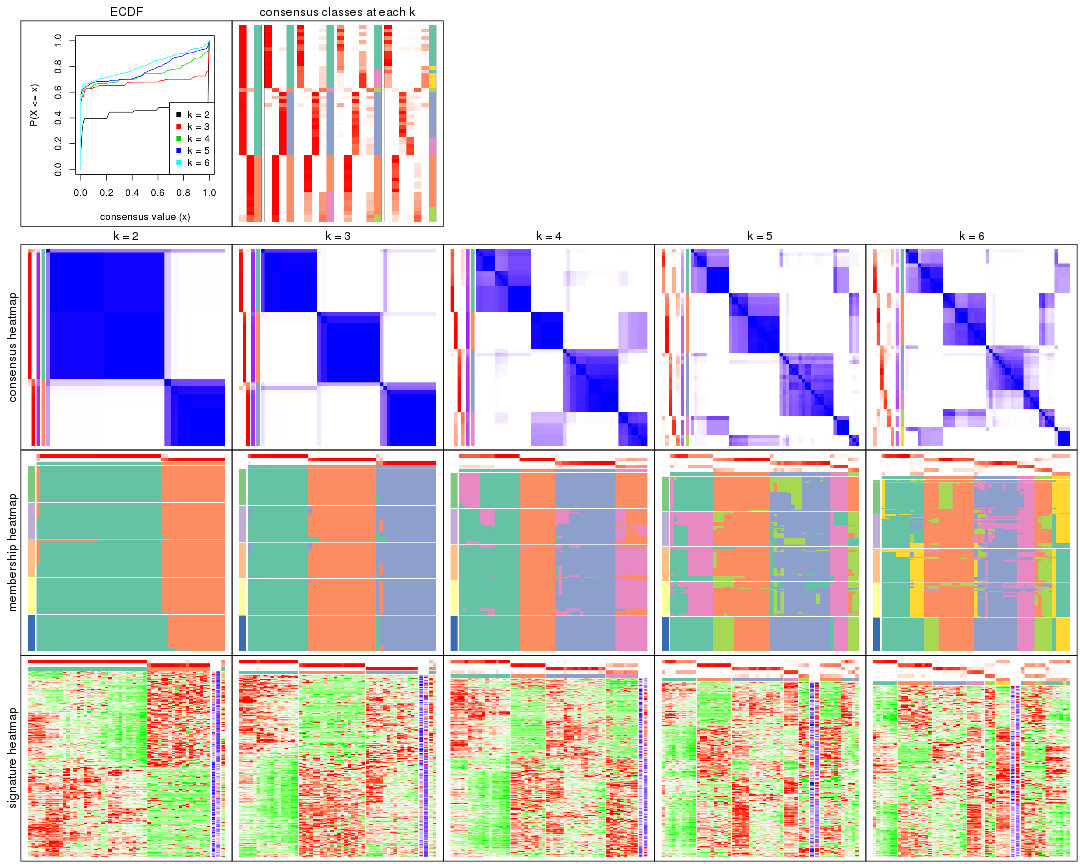 ECDF
consensus classes at each k
P(X <= x)
0.0
0.2
0.4
0.6
0.8
1.0
k = 2
k = 3
k = 4
k = 5
k = 6
0.0 0.2 0.4 0.6 0.8 1.0
consensus value (x)
k = 2
k = 3
k = 4
k = 5
k = 6
consensus heatmap
membership heatmap
signature heatmap